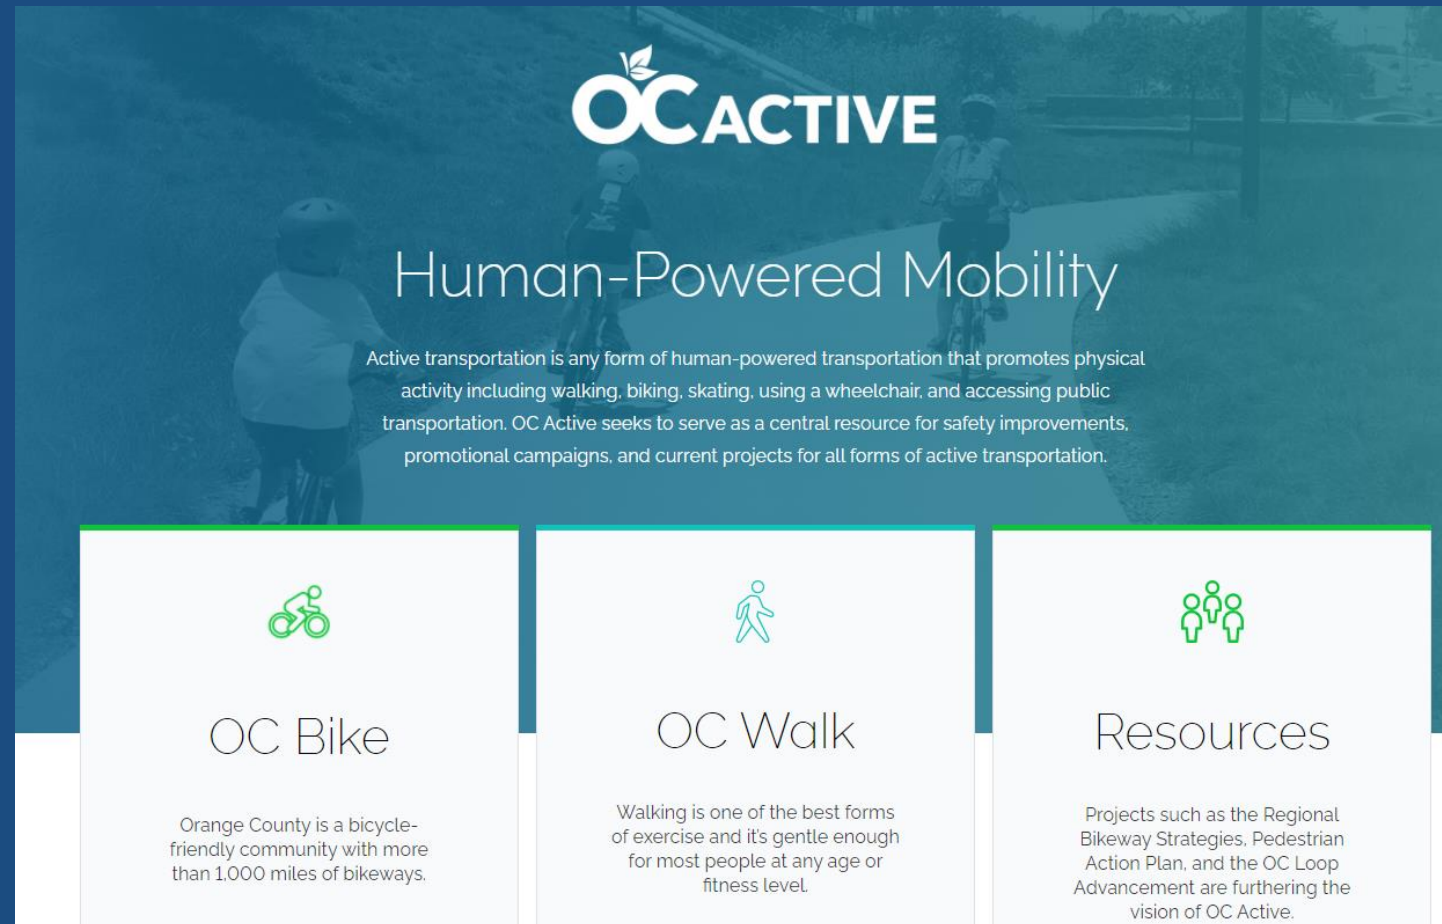 OC ACTIVE
Human-Powered Mobility
Active transportation is any form of human-powered transportation that promotes physical
activity including walking, biking, skating, using a wheelchair, and accessing public
transportation. OC Active seeks to serve as a central resource for safety improvements,
promotional campaigns, and current projects for all forms of active transportation.
OC Bike
Orange County is a bicycle-
friendly community with more
than 1,000 miles of bikeways.
OC Walk
Walking is one of the best forms
of exercise and it's gentle enough
for most people at any age or
fitness level.
Resources
Projects such as the Regional
Bikeway Strategies, Pedestrian
Action Plan, and the OC Loop
Advancement are furthering the
vision of OC Active.